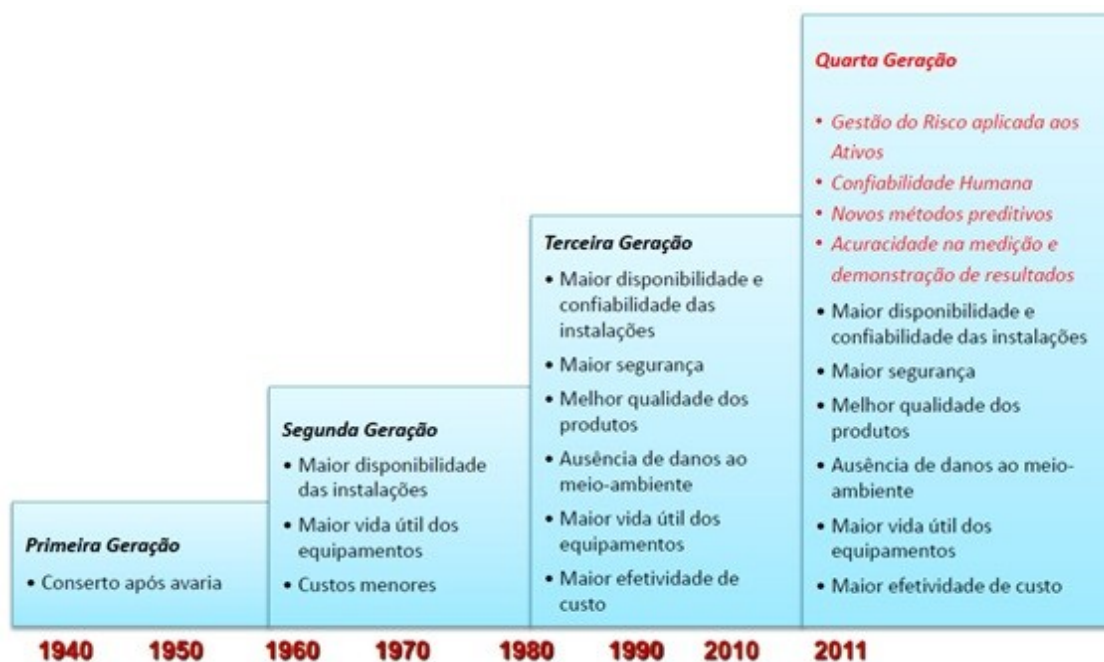 Primeira Geração
• Conserto após avaria
Segunda Geração
• Maior disponibilidade
das instalações
• Maior vida útil dos
equipamentos
• Custos menores
Terceira Geração
• Maior disponibilidade e
confiabilidade das
instalações
• Maior segurança
• Melhor qualidade dos
produtos
• Ausência de danos ao
meio-ambiente
• Maior vida útil dos
equipamentos
• Maior efetividade de
custo
Quarta Geração
• Gestão do Risco aplicada aos
Ativos
• Confiabilidade Humana
• Novos métodos preditivos
• Acuracidade na medição e
demonstração de resultados
• Maior disponibilidade e
confiabilidade das instalações
• Maior segurança
• Melhor qualidade dos
produtos
• Ausência de danos ao meio-
ambiente
• Maior vida útil dos
equipamentos
• Maior efetividade de custo
1940 1950 1960 1970 1980 1990 2010 2011